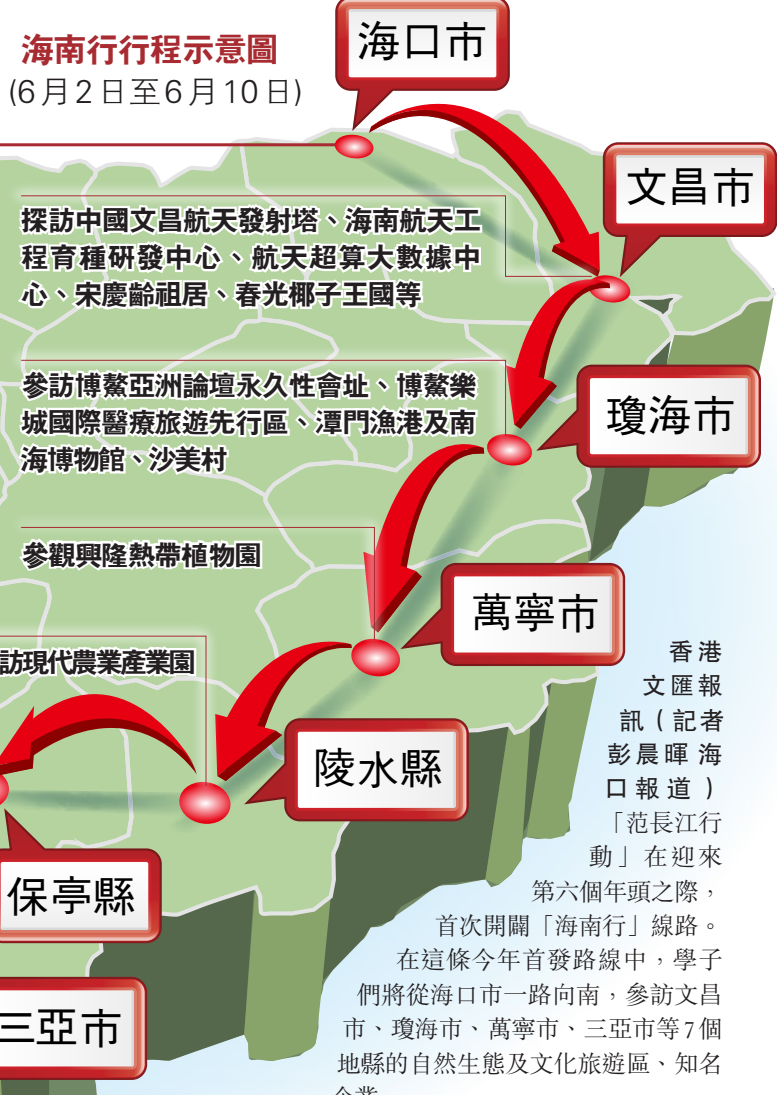 海南行行程示意圖
(6月2日至6月10日)
海口市
文昌市
探訪中國文昌航天發射塔、海南航天工
程育種研發中心、航天超算大數據中
心、宋慶齡祖居、春光椰子王國等
參訪博鰲亞洲論壇永久性會址、博鰲樂
城國際醫療旅遊先行區、潭門漁港及南
海博物館、沙美村
瓊海市
參觀興隆熱帶植物園
萬寧市
訪現代農業產業園
陵水縣
保亭縣
三亞市
香港
文匯報
訊(記者
彭晨暉 海
口報道)
「范長江行
動」在迎來
第六個年頭之際，
首次開闢「海南行」線路。
在這條今年首發路線中，學子
們將從海口市一路向南，參訪文昌
市、瓊海市、萬寧市、三亞市等7個
地縣的自然生態及文化旅遊區、知名